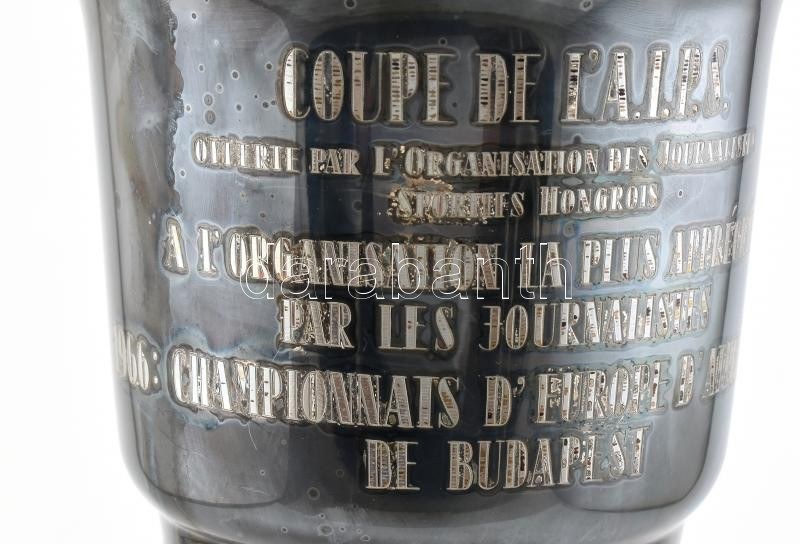 COUPE DE L'A.I.P.S.
OFFERTE PAR L'ORGANISATION DES
SPORTIFS HONGROIS
A L'ORGANISATION LA PLUS
PAR LES JOURNALISTES
1966: CHAMPIONNATS D'EUROPE
DE BUDAPEST
darabanth